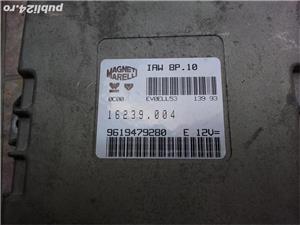 publi24.ro
MAGNETI
MARELLI
IAW 8P.10
0C00 EV0ELL53 139 93
16239.004
9619479280 E 12V=